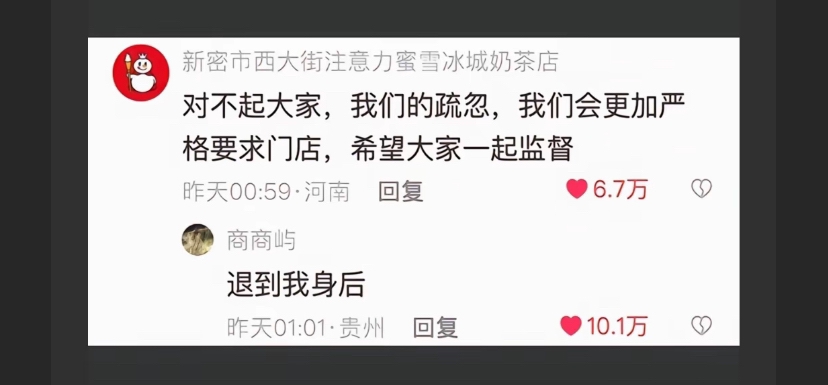 新密市西大街注意力蜜雪冰城奶茶店
对不起大家，我们的疏忽，我们会更加严
格要求门店，希望大家一起监督
昨天00:59·河南 回复 6.7万
商商屿
退到我身后
昨天01:01·贵州 回复 10.1万